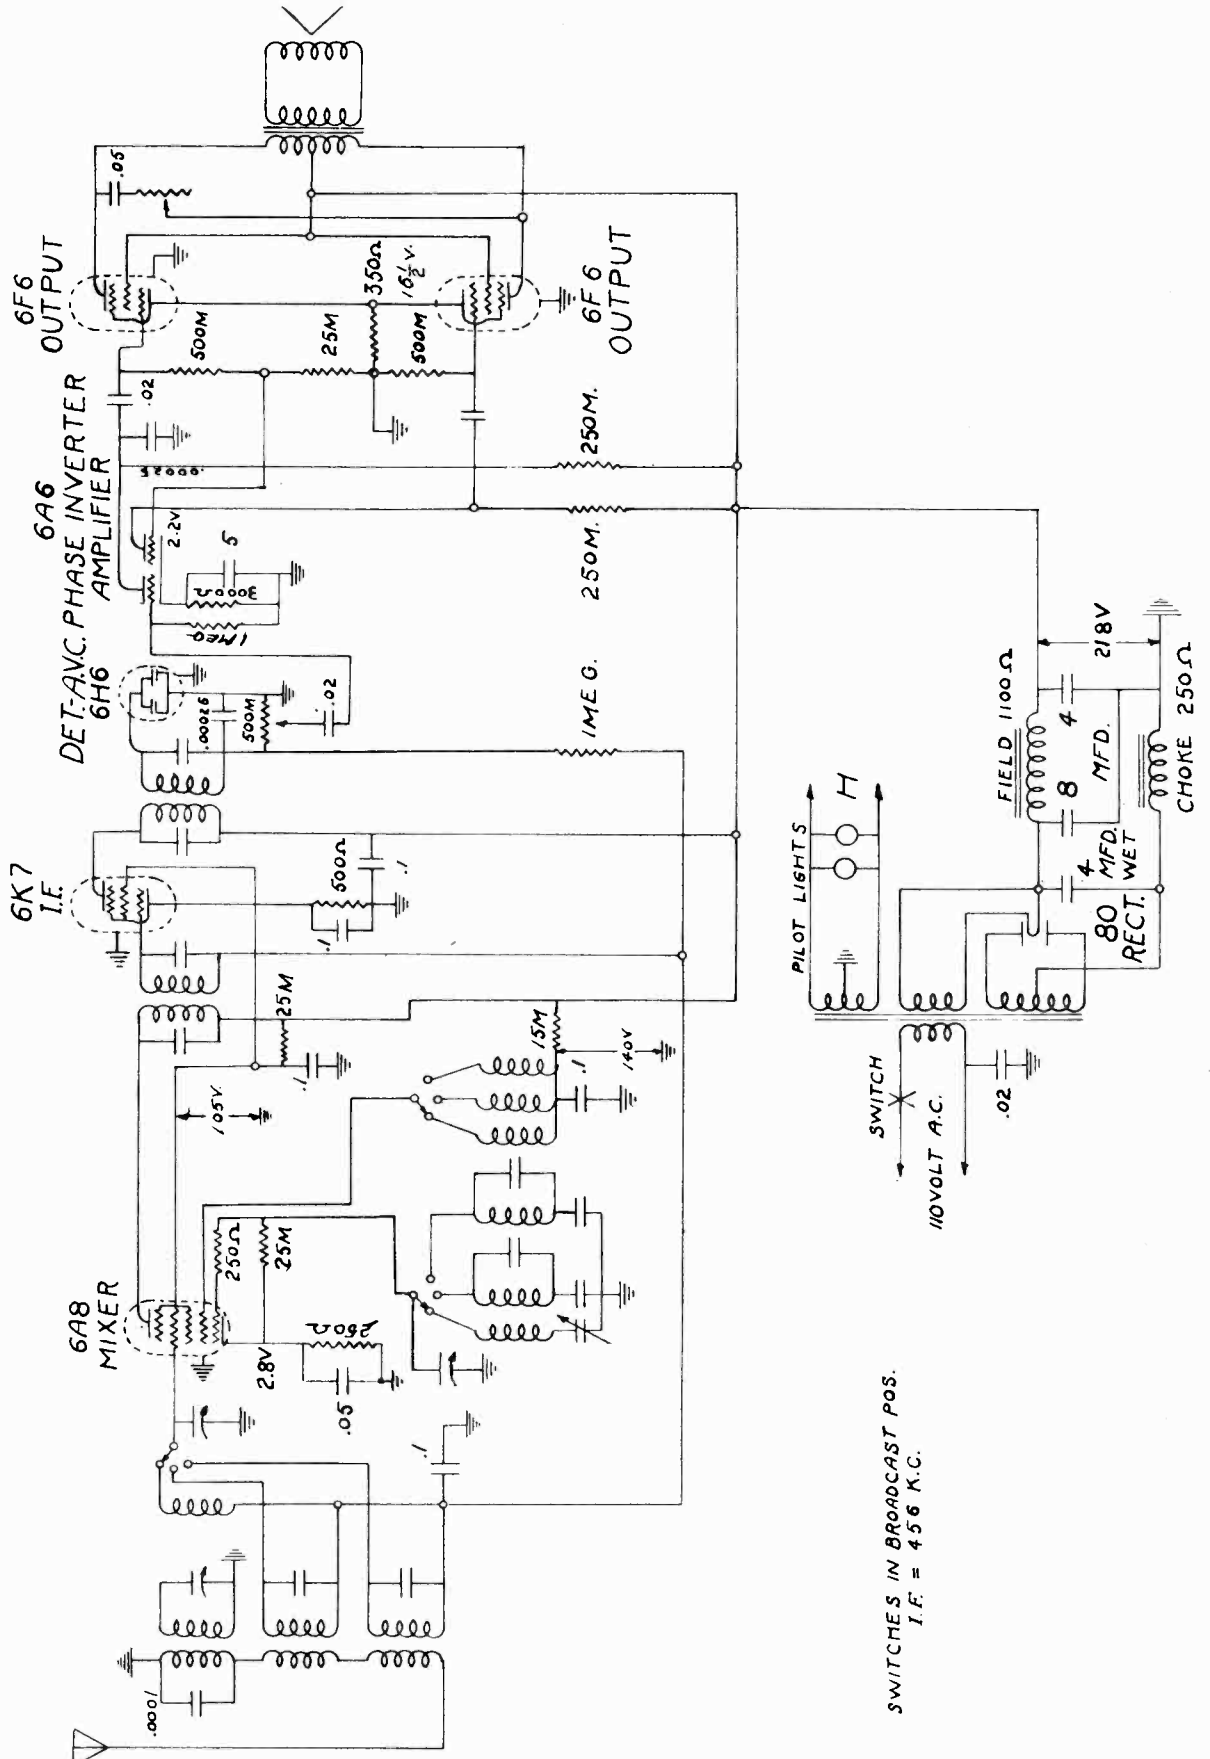 6F6
OUTPUT
.05
350Ω
16½ V.
6F6
OUTPUT
500M
25M
500M
.02
.00025
6A6
DET-A.V.C. PHASE INVERTER
AMPLIFIER
2.2V
5
3000Ω
1MEG
250M.
250M.
6H6
.00025
500M
.02
1MEG.
6K7
I.F.
500Ω
.1
.1
25M
.1
105V.
15M
140V
.1
6A8
MIXER
250Ω
25M
2.8V
250Ω
.05
.1
.0001
PILOT LIGHTS
H
FIELD 1100Ω
218V
4
8
MFD.
CHOKE 250Ω
4
MFD.
WET
80
RECT.
SWITCH
110VOLT A.C.
.02
SWITCHES IN BROADCAST POS.
I.F. = 456 K.C.